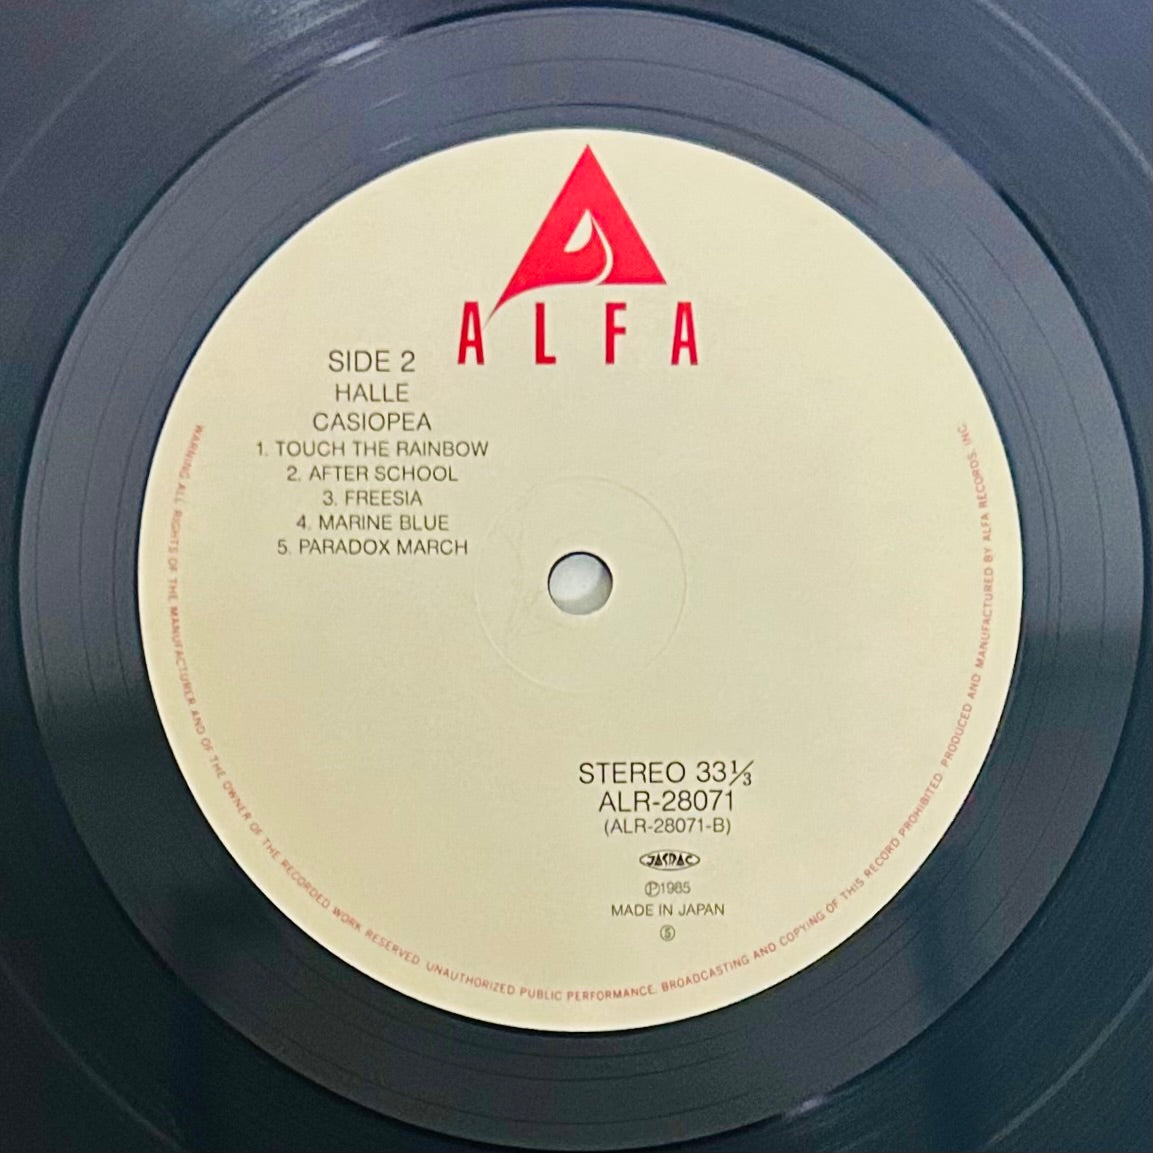 ALFA
SIDE 2
HALLE
CASIOPEA
1. TOUCH THE RAINBOW
2. AFTER SCHOOL
3. FREESIA
4. MARINE BLUE
5. PARADOX MARCH
STEREO 33⅓
ALR-28071
(ALR-28071-B)
JASRAC
Ⓟ1985
MADE IN JAPAN
Ⓢ
WARNING ALL RIGHTS OF THE MANUFACTURER AND OF THE OWNER OF THE RECORDED WORK RESERVED. UNAUTHORIZED PUBLIC PERFORMANCE. BROADCASTING AND COPYING OF THIS RECORD PROHIBITED. PRODUCED AND MANUFACTURED BY ALFA RECORDS. INC.